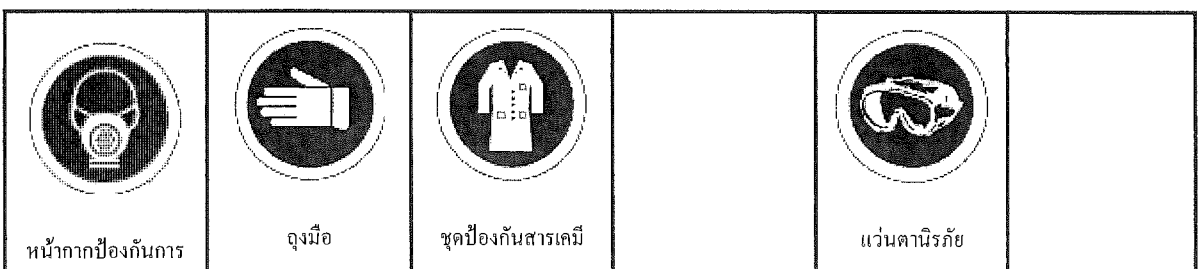 หน้ากากป้องกันการ
ถุงมือ
ชุดป้องกันสารเคมี
แว่นตานิรภัย